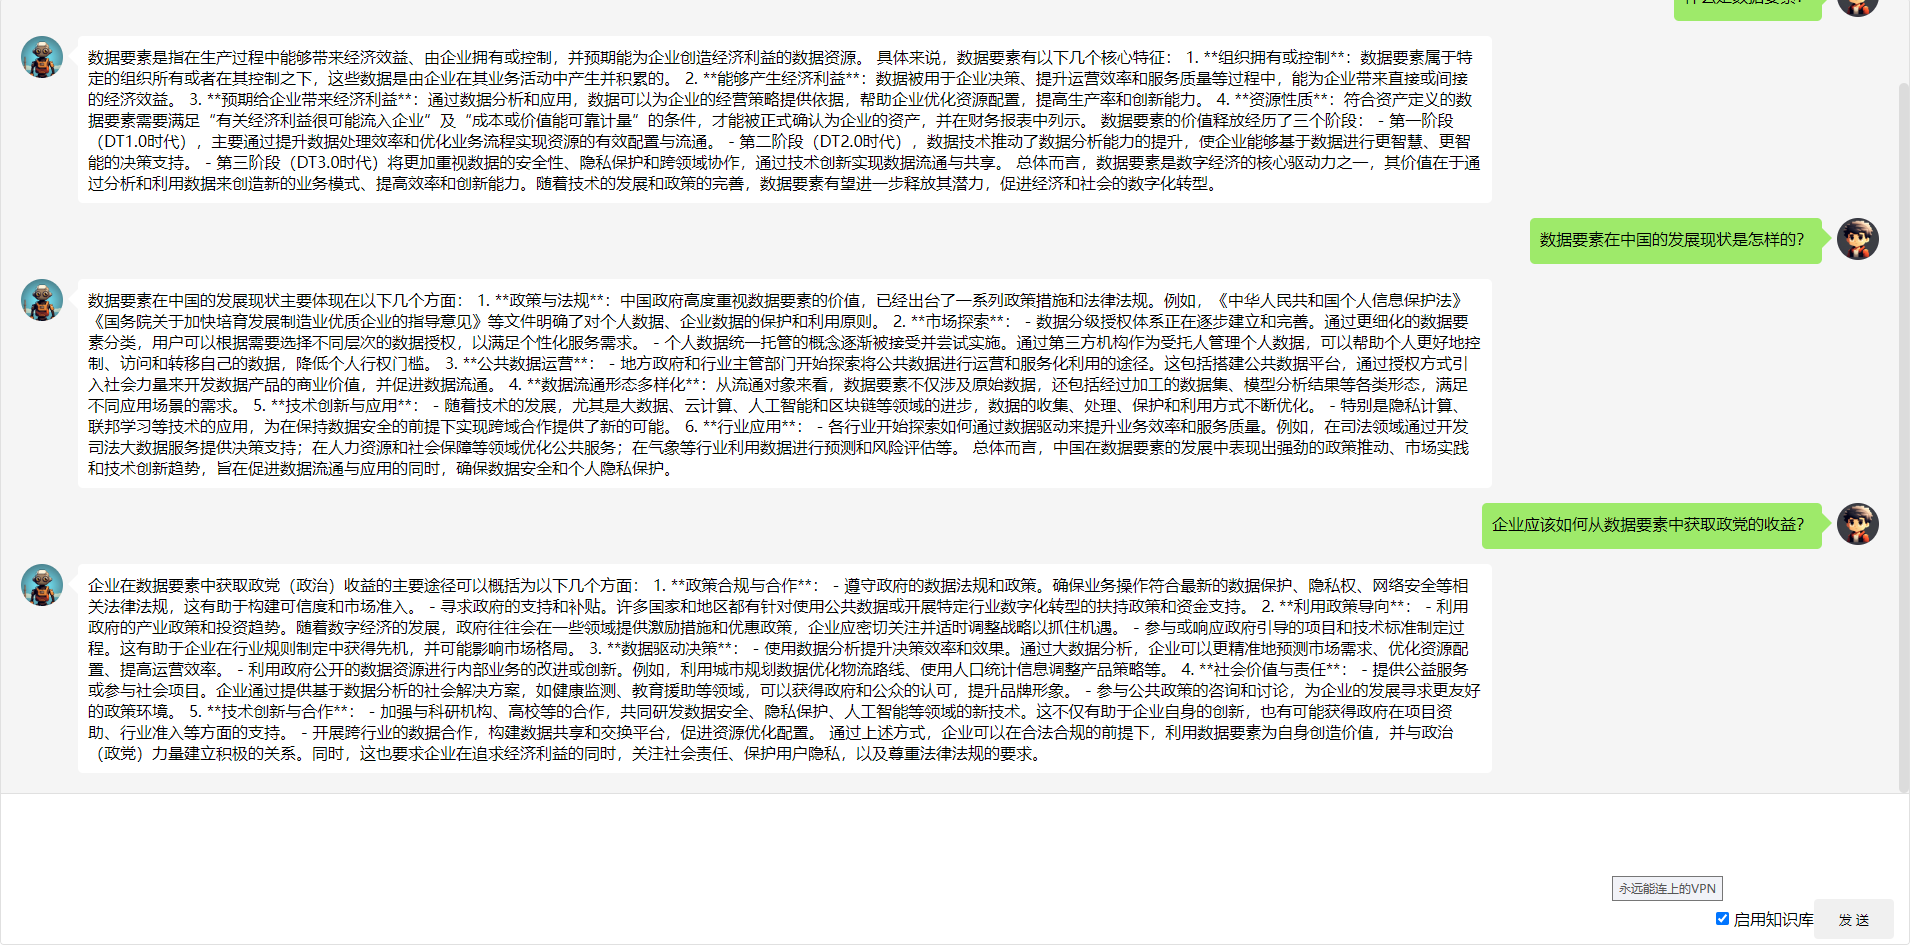 什么是数据要素？
数据要素是指在生产过程中能够带来经济效益、由企业拥有或控制，并预期能为企业创造经济利益的数据资源。 具体来说，数据要素有以下几个核心特征： 1. **组织拥有或控制**：数据要素属于特
定的组织所有或者在其控制之下，这些数据是由企业在其业务活动中产生并积累的。 2. **能够产生经济利益**：数据被用于企业决策、提升运营效率和服务质量等过程中，能为企业带来直接或间接
的经济效益。 3. **预期给企业带来经济利益**：通过数据分析和应用，数据可以为企业的经营策略提供依据，帮助企业优化资源配置，提高生产率和创新能力。 4. **资源性质**：符合资产定义的数
据要素需要满足“有关经济利益很可能流入企业”及“成本或价值能可靠计量”的条件，才能被正式确认为企业的资产，并在财务报表中列示。 数据要素的价值释放经历了三个阶段： - 第一阶段
（DT1.0时代），主要通过提升数据处理效率和优化业务流程实现资源的有效配置与流通。 - 第二阶段（DT2.0时代），数据技术推动了数据分析能力的提升，使企业能够基于数据进行更智慧、更智
能的决策支持。 - 第三阶段（DT3.0时代）将更加重视数据的安全性、隐私保护和跨领域协作，通过技术创新实现数据流通与共享。 总体而言，数据要素是数字经济的核心驱动力之一，其价值在于通
过分析和利用数据来创造新的业务模式、提高效率和创新能力。随着技术的发展和政策的完善，数据要素有望进一步释放其潜力，促进经济和社会的数字化转型。
数据要素在中国的发展现状是怎样的？
数据要素在中国的发展现状主要体现在以下几个方面： 1. **政策与法规**：中国政府高度重视数据要素的价值，已经出台了一系列政策措施和法律法规。例如，《中华人民共和国个人信息保护法》
《国务院关于加快培育发展制造业优质企业的指导意见》等文件明确了对个人数据、企业数据的保护和利用原则。 2. **市场探索**： - 数据分级授权体系正在逐步建立和完善。通过更细化的数据要
素分类，用户可以根据需要选择不同层次的数据授权，以满足个性化服务需求。 - 个人数据统一托管的概念逐渐被接受并尝试实施。通过第三方机构作为受托人管理个人数据，可以帮助个人更好地控
制、访问和转移自己的数据，降低个人行权门槛。 3. **公共数据运营**： - 地方政府和行业主管部门开始探索将公共数据进行运营和服务化利用的途径。这包括搭建公共数据平台，通过授权方式引
入社会力量来开发数据产品的商业价值，并促进数据流通。 4. **数据流通形态多样化**：从流通对象来看，数据要素不仅涉及原始数据，还包括经过加工的数据集、模型分析结果等各类形态，满足
不同应用场景的需求。 5. **技术创新与应用**： - 随着技术的发展，尤其是大数据、云计算、人工智能和区块链等领域的进步，数据的收集、处理、保护和利用方式不断优化。 - 特别是隐私计算、
联邦学习等技术的应用，为在保持数据安全的前提下实现跨域合作提供了新的可能。 6. **行业应用**： - 各行业开始探索如何通过数据驱动来提升业务效率和服务质量。例如，在司法领域通过开发
司法大数据服务提供决策支持；在人力资源和社会保障等领域优化公共服务；在气象等行业利用数据进行预测和风险评估等。 总体而言，中国在数据要素的发展中表现出强劲的政策推动、市场实践
和技术创新趋势，旨在促进数据流通与应用的同时，确保数据安全和个人隐私保护。
企业应该如何从数据要素中获取政党的收益？
企业在数据要素中获取政党（政治）收益的主要途径可以概括为以下几个方面： 1. **政策合规与合作**： - 遵守政府的数据法规和政策。确保业务操作符合最新的数据保护、隐私权、网络安全等相
关法律法规，这有助于构建可信度和市场准入。 - 寻求政府的支持和补贴。许多国家和地区都有针对使用公共数据或开展特定行业数字化转型的扶持政策和资金支持。 2. **利用政策导向**： - 利用
政府的产业政策和投资趋势。随着数字经济的发展，政府往往会在一些领域提供激励措施和优惠政策，企业应密切关注并适时调整战略以抓住机遇。 - 参与或响应政府引导的项目和技术标准制定过
程。这有助于企业在行业规则制定中获得先机，并可能影响市场格局。 3. **数据驱动决策**： - 使用数据分析提升决策效率和效果。通过大数据分析，企业可以更精准地预测市场需求、优化资源配
置、提高运营效率。 - 利用政府公开的数据资源进行内部业务的改进或创新。例如，利用城市规划数据优化物流路线、使用人口统计信息调整产品策略等。 4. **社会价值与责任**： - 提供公益服务
或参与社会项目。企业通过提供基于数据分析的社会解决方案，如健康监测、教育援助等领域，可以获得政府和公众的认可，提升品牌形象。 - 参与公共政策的咨询和讨论，为企业的发展寻求更友好
的政策环境。 5. **技术创新与合作**： - 加强与科研机构、高校等的合作，共同研发数据安全、隐私保护、人工智能等领域的新技术。这不仅有助于企业自身的创新，也有可能获得政府在项目资
助、行业准入等方面的支持。 - 开展跨行业的数据合作，构建数据共享和交换平台，促进资源优化配置。 通过上述方式，企业可以在合法合规的前提下，利用数据要素为自身创造价值，并与政治
（政党）力量建立积极的关系。同时，这也要求企业在追求经济利益的同时，关注社会责任、保护用户隐私，以及尊重法律法规的要求。
永远能连上的VPN
启用知识库
发 送